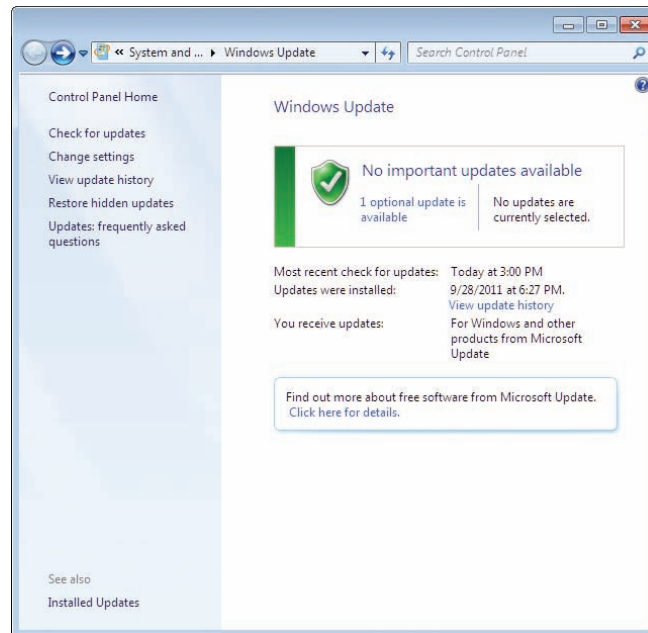 « System and ... ▸ Windows Update
Search Control Panel
Control Panel Home
Check for updates
Change settings
View update history
Restore hidden updates
Updates: frequently asked
questions
See also
Installed Updates
Windows Update
No important updates available
1 optional update is
available
No updates are
currently selected.
Most recent check for updates: Today at 3:00 PM
Updates were installed: 9/28/2011 at 6:27 PM.
View update history
You receive updates: For Windows and other
products from Microsoft
Update
Find out more about free software from Microsoft Update.
Click here for details.